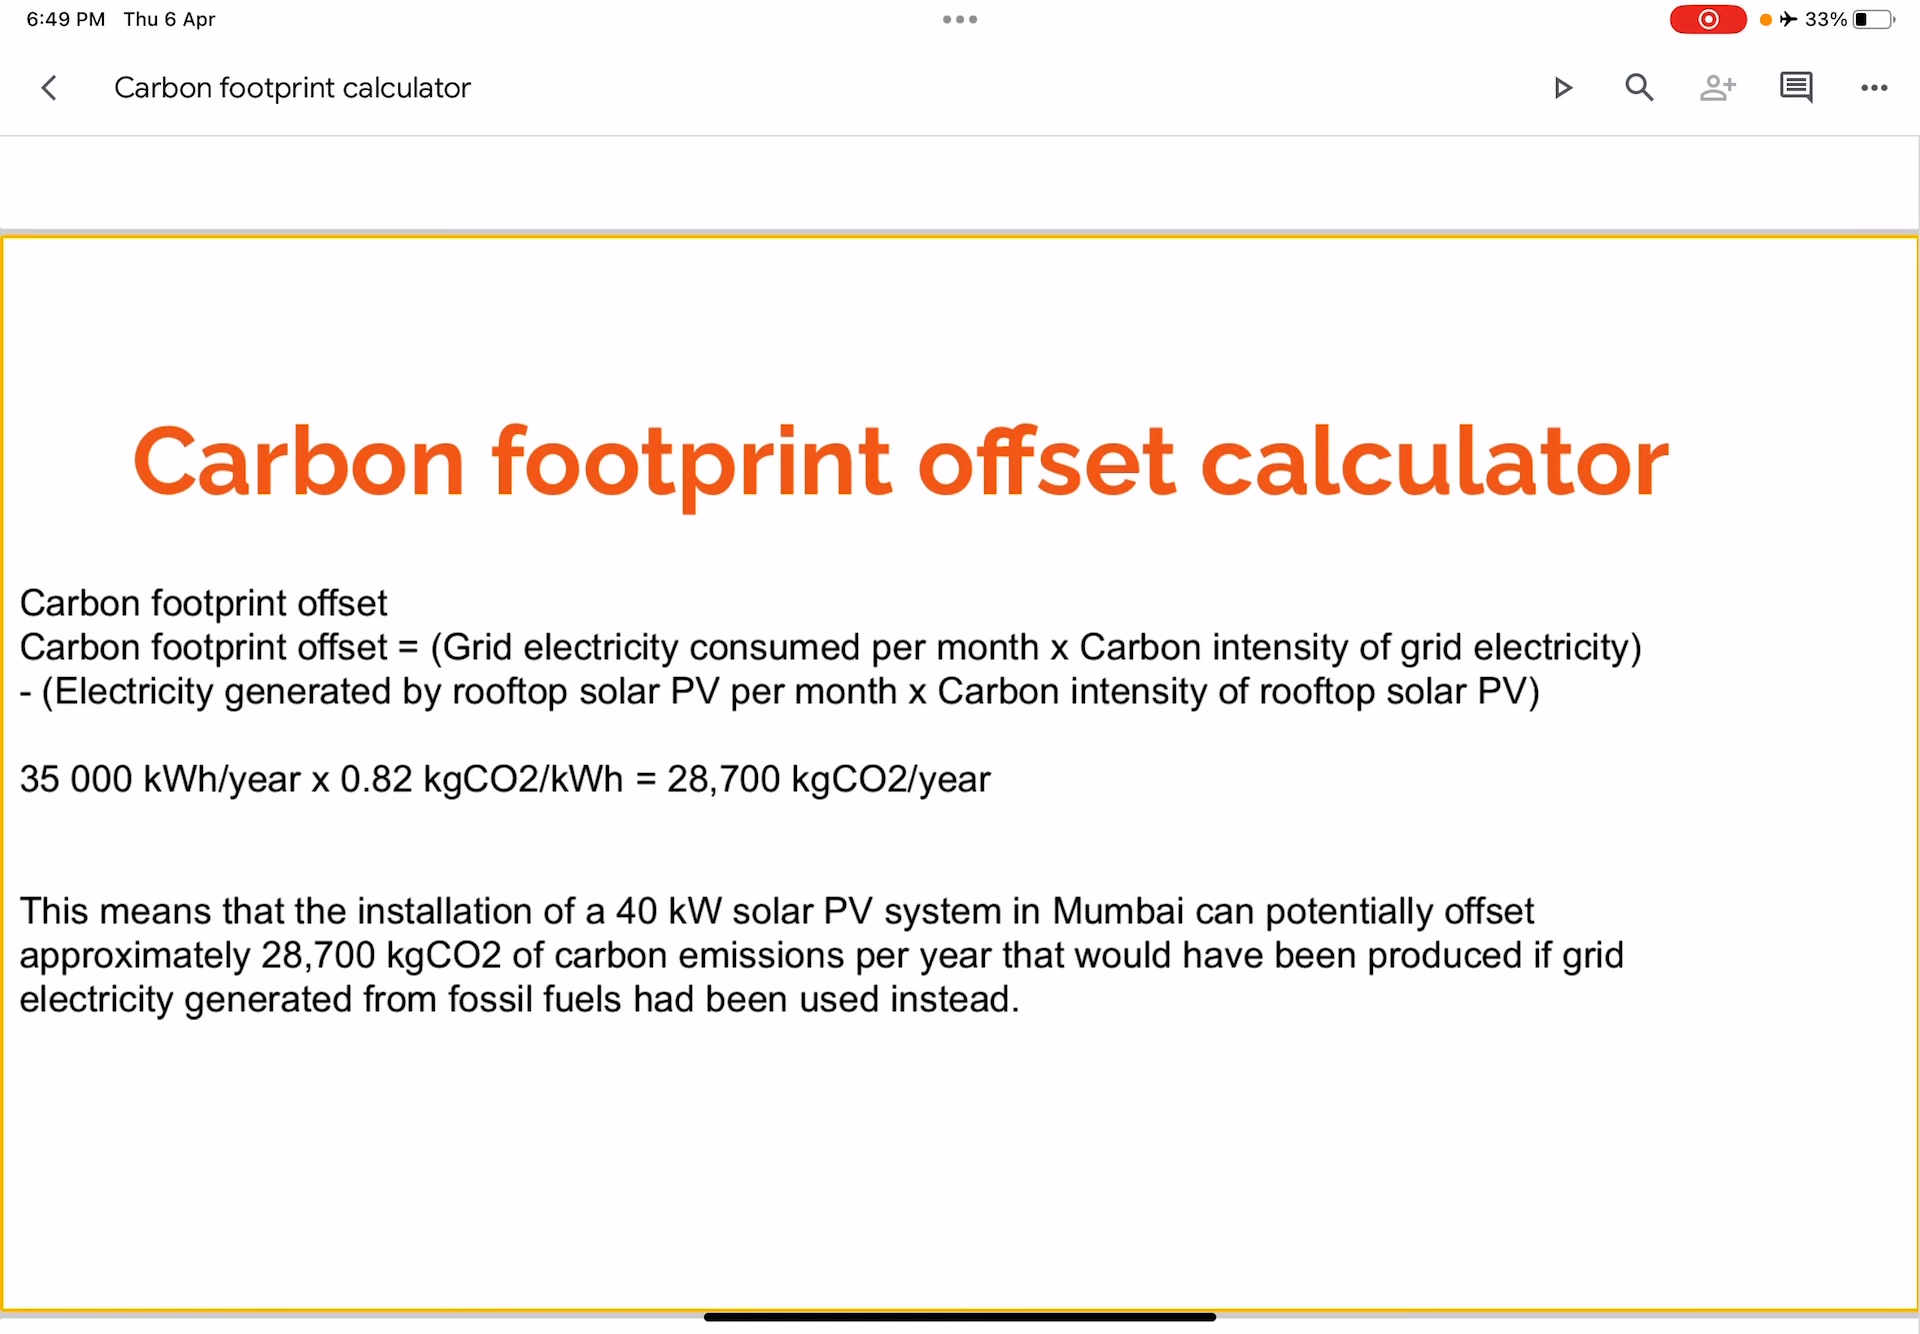 6:49 PM Thu 6 Apr
33%
Carbon footprint calculator
Carbon footprint offset calculator
Carbon footprint offset
Carbon footprint offset = (Grid electricity consumed per month x Carbon intensity of grid electricity)
- (Electricity generated by rooftop solar PV per month x Carbon intensity of rooftop solar PV)
35 000 kWh/year x 0.82 kgCO2/kWh = 28,700 kgCO2/year
This means that the installation of a 40 kW solar PV system in Mumbai can potentially offset
approximately 28,700 kgCO2 of carbon emissions per year that would have been produced if grid
electricity generated from fossil fuels had been used instead.